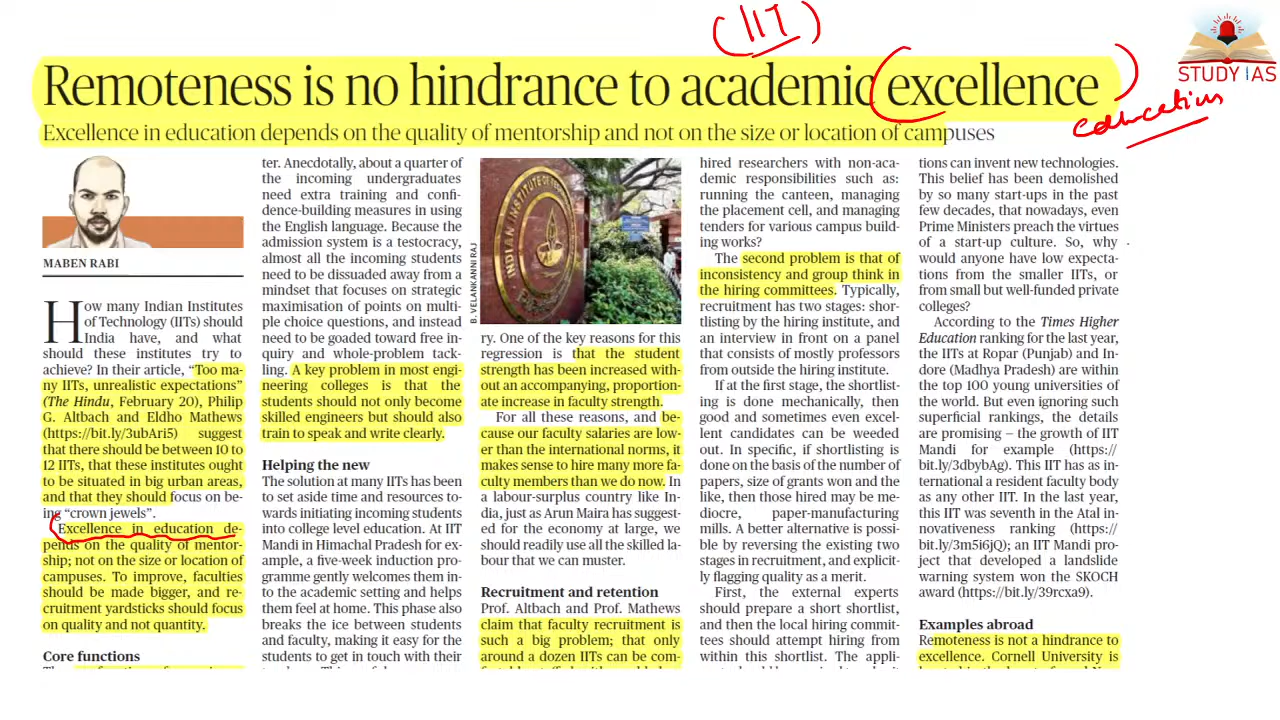 (IIT)
STUDY IAS
Remoteness is no hindrance to academic excellence
education
Excellence in education depends on the quality of mentorship and not on the size or location of campuses
MABEN RABI
How many Indian Institutes
of Technology (IITs) should
India have, and what
should these institutes try to
achieve? In their article, “Too ma-
ny IITs, unrealistic expectations”
(The Hindu, February 20), Philip
G. Altbach and Eldho Mathews
(https://bit.ly/3ubAri5) suggest
that there should be between 10 to
12 IITs, that these institutes ought
to be situated in big urban areas,
and that they should focus on be-
ing “crown jewels”.
Excellence in education de-
pends on the quality of mentor-
ship; not on the size or location of
campuses. To improve, faculties
should be made bigger, and re-
cruitment yardsticks should focus
on quality and not quantity.
Core functions
ter. Anecdotally, about a quarter of
the incoming undergraduates
need extra training and confi-
dence-building measures in using
the English language. Because the
admission system is a testocracy,
almost all the incoming students
need to be dissuaded away from a
mindset that focuses on strategic
maximisation of points on multi-
ple choice questions, and instead
need to be goaded toward free in-
quiry and whole-problem tack-
ling. A key problem in most engi-
neering colleges is that the
students should not only become
skilled engineers but should also
train to speak and write clearly.
Helping the new
The solution at many IITs has been
to set aside time and resources to-
wards initiating incoming students
into college level education. At IIT
Mandi in Himachal Pradesh for ex-
ample, a five-week induction pro-
gramme gently welcomes them in-
to the academic setting and helps
them feel at home. This phase also
breaks the ice between students
and faculty, making it easy for the
students to get in touch with their
B. VELANKANNI RAJ
INDIAN INSTITUTE OF
ry. One of the key reasons for this
regression is that the student
strength has been increased with-
out an accompanying, proportion-
ate increase in faculty strength.
For all these reasons, and be-
cause our faculty salaries are low-
er than the international norms, it
makes sense to hire many more fa-
culty members than we do now. In
a labour-surplus country like In-
dia, just as Arun Maira has suggest-
ed for the economy at large, we
should readily use all the skilled la-
bour that we can muster.
Recruitment and retention
Prof. Altbach and Prof. Mathews
claim that faculty recruitment is
such a big problem; that only
around a dozen IITs can be com-
hired researchers with non-aca-
demic responsibilities such as:
running the canteen, managing
the placement cell, and managing
tenders for various campus build-
ing works?
The second problem is that of
inconsistency and group think in
the hiring committees. Typically,
recruitment has two stages: shor-
tlisting by the hiring institute, and
an interview in front on a panel
that consists of mostly professors
from outside the hiring institute.
If at the first stage, the shortlist-
ing is done mechanically, then
good and sometimes even excel-
lent candidates can be weeded
out. In specific, if shortlisting is
done on the basis of the number of
papers, size of grants won and the
like, then those hired may be me-
diocre, paper-manufacturing
mills. A better alternative is possi-
ble by reversing the existing two
stages in recruitment, and explicit-
ly flagging quality as a merit.
First, the external experts
should prepare a short shortlist,
and then the local hiring commit-
tees should attempt hiring from
within this shortlist. The appli-
tions can invent new technologies.
This belief has been demolished
by so many start-ups in the past
few decades, that nowadays, even
Prime Ministers preach the virtues
of a start-up culture. So, why
would anyone have low expecta-
tions from the smaller IITs, or
from small but well-funded private
colleges?
According to the Times Higher
Education ranking for the last year,
the IITs at Ropar (Punjab) and In-
dore (Madhya Pradesh) are within
the top 100 young universities of
the world. But even ignoring such
superficial rankings, the details
are promising – the growth of IIT
Mandi for example (https://
bit.ly/3dbybAg). This IIT has as in-
ternational a resident faculty body
as any other IIT. In the last year,
this IIT was seventh in the Atal in-
novativeness ranking (https://
bit.ly/3m5i6jQ); an IIT Mandi pro-
ject that developed a landslide
warning system won the SKOCH
award (https://bit.ly/39rcxa9).
Examples abroad
Remoteness is not a hindrance to
excellence. Cornell University is